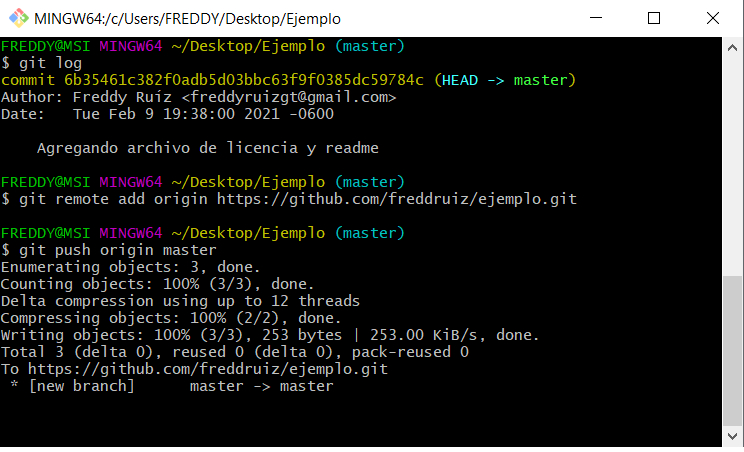 MINGW64:/c/Users/FREDDY/Desktop/Ejemplo
FREDDY@MSI MINGW64 ~/Desktop/Ejemplo (master)
$ git log
commit 6b35461c382f0adb5d03bbc63f9f0385dc59784c (HEAD -> master)
Author: Freddy Ruíz <freddyruizgt@gmail.com>
Date:   Tue Feb 9 19:38:00 2021 -0600
    Agregando archivo de licencia y readme
FREDDY@MSI MINGW64 ~/Desktop/Ejemplo (master)
$ git remote add origin https://github.com/freddruiz/ejemplo.git
FREDDY@MSI MINGW64 ~/Desktop/Ejemplo (master)
$ git push origin master
Enumerating objects: 3, done.
Counting objects: 100% (3/3), done.
Delta compression using up to 12 threads
Compressing objects: 100% (2/2), done.
Writing objects: 100% (3/3), 253 bytes | 253.00 KiB/s, done.
Total 3 (delta 0), reused 0 (delta 0), pack-reused 0
To https://github.com/freddruiz/ejemplo.git
 * [new branch]      master -> master